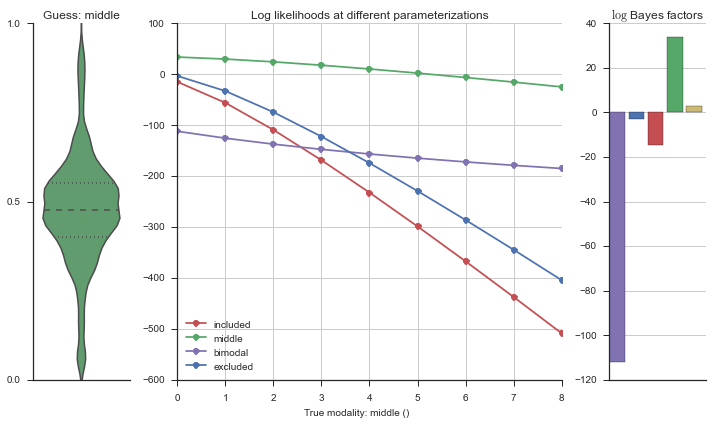 Guess: middle
1.0
0.5
0.0
Log likelihoods at different parameterizations
100
0
−100
−200
−300
−400
−500
−600
included
middle
bimodal
excluded
0 1 2 3 4 5 6 7 8
True modality: middle ()
log Bayes factors
40
20
0
−20
−40
−60
−80
−100
−120